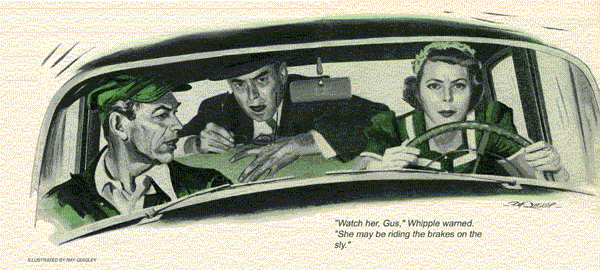 "Watch her, Gus," Whipple warned.
"She may be riding the brakes on the
sly."
ILLUSTRATED BY RAY QUIGLEY